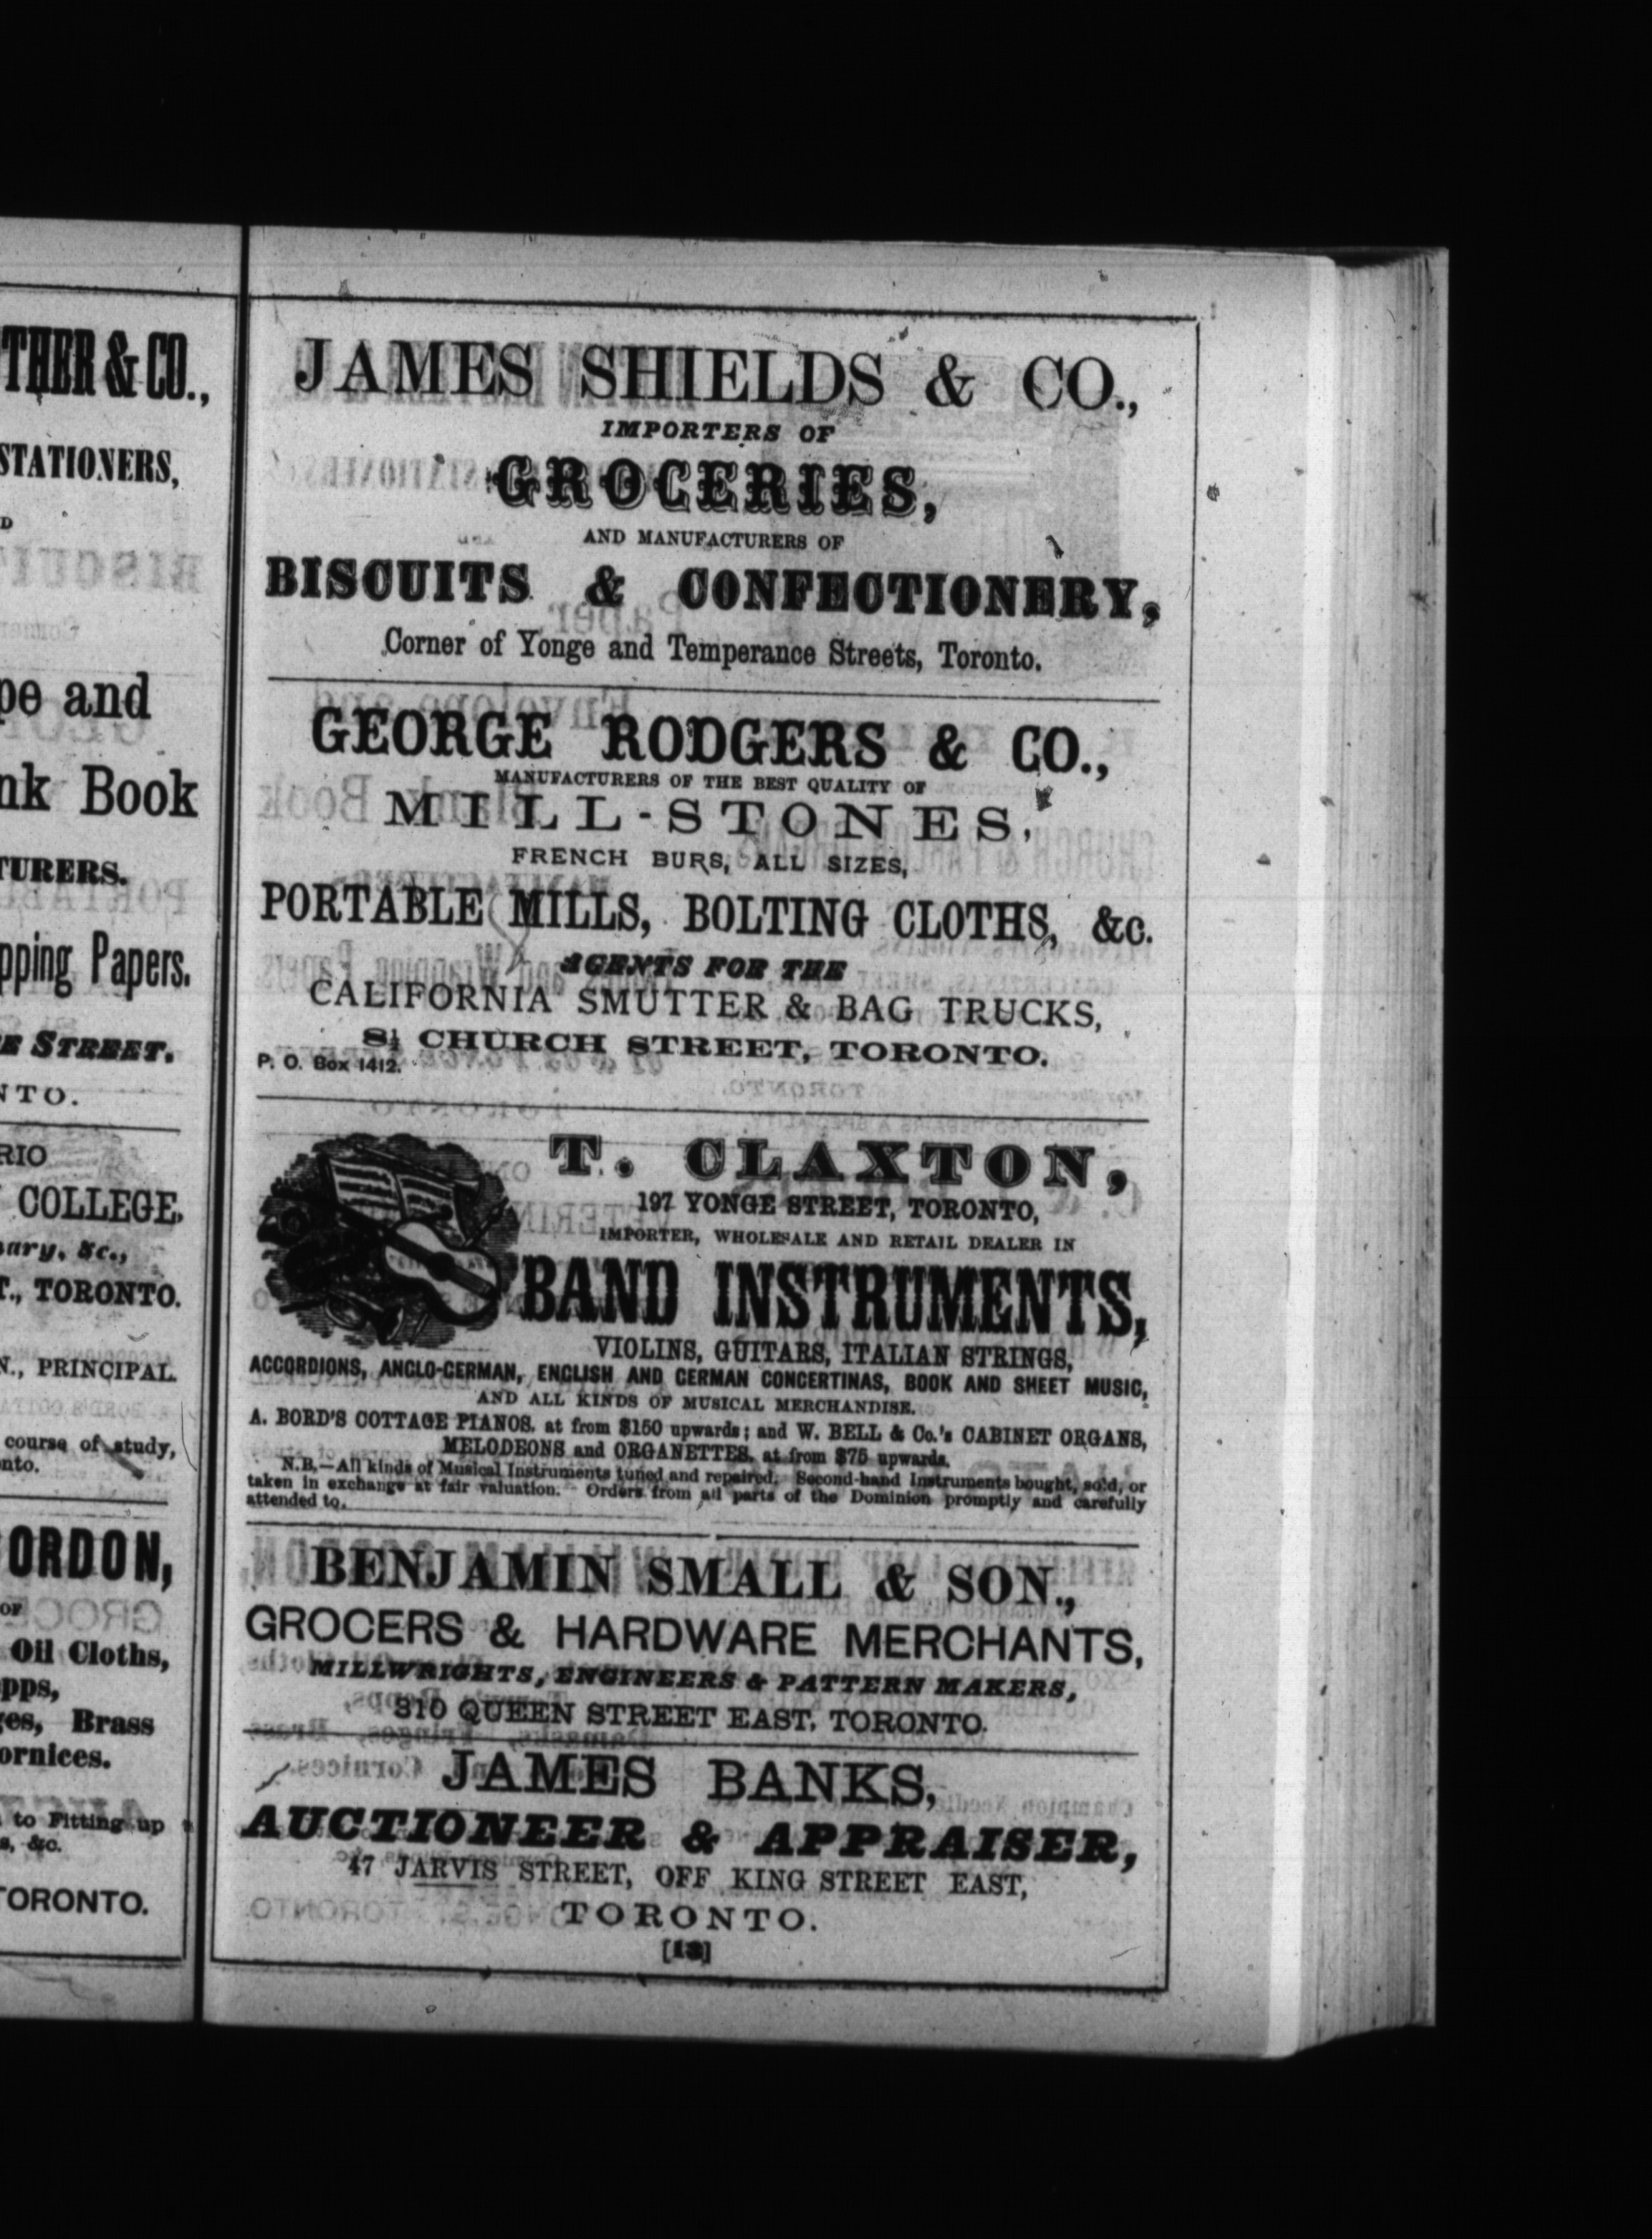 THER & CO.,
STATIONERS,
D
pe and
nk Book
TURERS.
pping Papers.
E STREET.
NTO.
RIO
COLLEGE,
ary, &c.,
T., TORONTO.
N., PRINCIPAL.
course of study,
nto.
ORDON,
OF
Oil Cloths,
pps,
ges, Brass
ornices.
to Fitting up
s, &c.
TORONTO.
JAMES SHIELDS & CO.,
IMPORTERS OF
GROCERIES,
AND MANUFACTURERS OF
BISCUITS & CONFECTIONERY,
Corner of Yonge and Temperance Streets, Toronto.
GEORGE RODGERS & CO.,
MANUFACTURERS OF THE BEST QUALITY OF
MILL-STONES,
FRENCH BURS, ALL SIZES,
PORTABLE MILLS, BOLTING CLOTHS, &c.
AGENTS FOR THE
CALIFORNIA SMUTTER & BAG TRUCKS,
8½ CHURCH STREET, TORONTO.
P. O. Box 1412.
T. CLAXTON,
197 YONGE STREET, TORONTO,
IMPORTER, WHOLESALE AND RETAIL DEALER IN
BAND INSTRUMENTS,
VIOLINS, GUITARS, ITALIAN STRINGS,
ACCORDIONS, ANGLO-GERMAN, ENGLISH AND GERMAN CONCERTINAS, BOOK AND SHEET MUSIC,
AND ALL KINDS OF MUSICAL MERCHANDISE.
A. BORD'S COTTAGE PIANOS, at from $150 upwards; and W. BELL & Co.'s CABINET ORGANS,
MELODEONS and ORGANETTES, at from $75 upwards.
N.B.—All kinds of Musical Instruments tuned and repaired. Second-hand Instruments bought, sold, or
taken in exchange at fair valuation. Orders from all parts of the Dominion promptly and carefully
attended to.
BENJAMIN SMALL & SON.,
GROCERS & HARDWARE MERCHANTS,
MILLWRIGHTS, ENGINEERS & PATTERN MAKERS,
310 QUEEN STREET EAST, TORONTO.
JAMES BANKS,
AUCTIONEER & APPRAISER,
47 JARVIS STREET, OFF KING STREET EAST,
TORONTO.
[13]